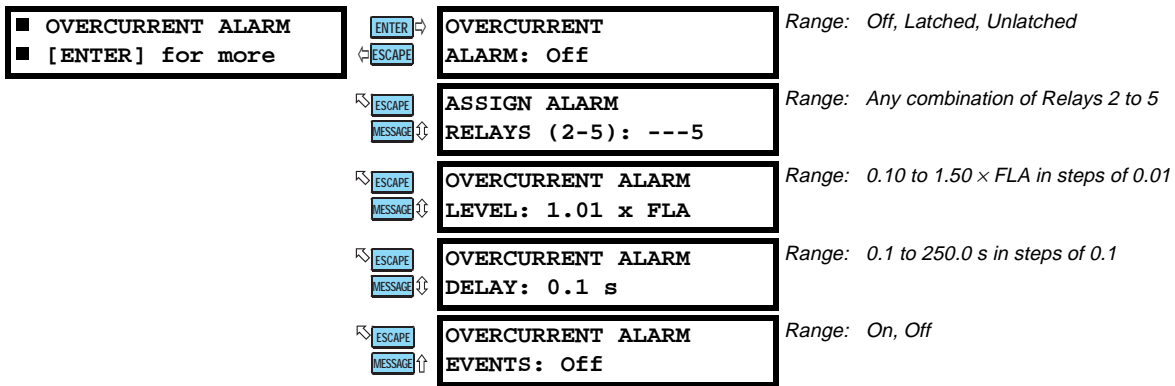 ■ OVERCURRENT ALARM
■ [ENTER] for more
ENTER
ESCAPE
OVERCURRENT
ALARM: Off
Range: Off, Latched, Unlatched
ESCAPE
MESSAGE
ASSIGN ALARM
RELAYS (2-5): ---5
Range: Any combination of Relays 2 to 5
ESCAPE
MESSAGE
OVERCURRENT ALARM
LEVEL: 1.01 x FLA
Range: 0.10 to 1.50 × FLA in steps of 0.01
ESCAPE
MESSAGE
OVERCURRENT ALARM
DELAY: 0.1 s
Range: 0.1 to 250.0 s in steps of 0.1
ESCAPE
MESSAGE
OVERCURRENT ALARM
EVENTS: Off
Range: On, Off